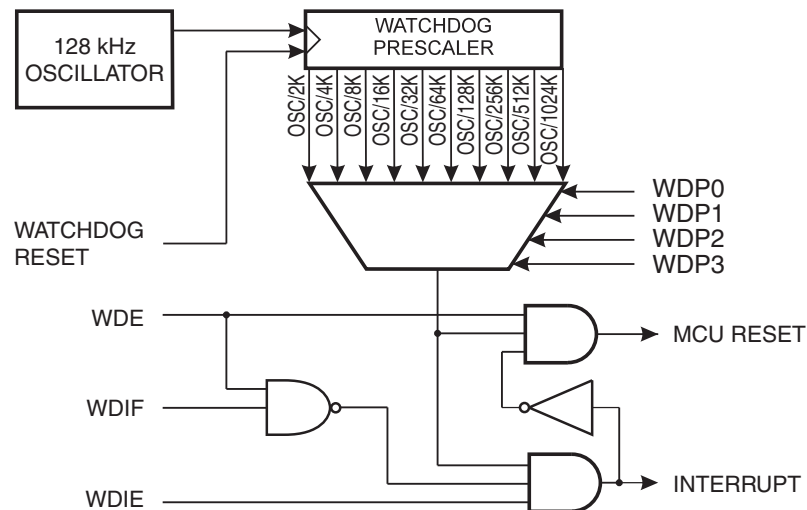 128 kHz
OSCILLATOR
WATCHDOG
PRESCALER
OSC/2K
OSC/4K
OSC/8K
OSC/16K
OSC/32K
OSC/64K
OSC/128K
OSC/256K
OSC/512K
OSC/1024K
WATCHDOG
RESET
WDP0
WDP1
WDP2
WDP3
WDE
MCU RESET
WDIF
WDIE
INTERRUPT